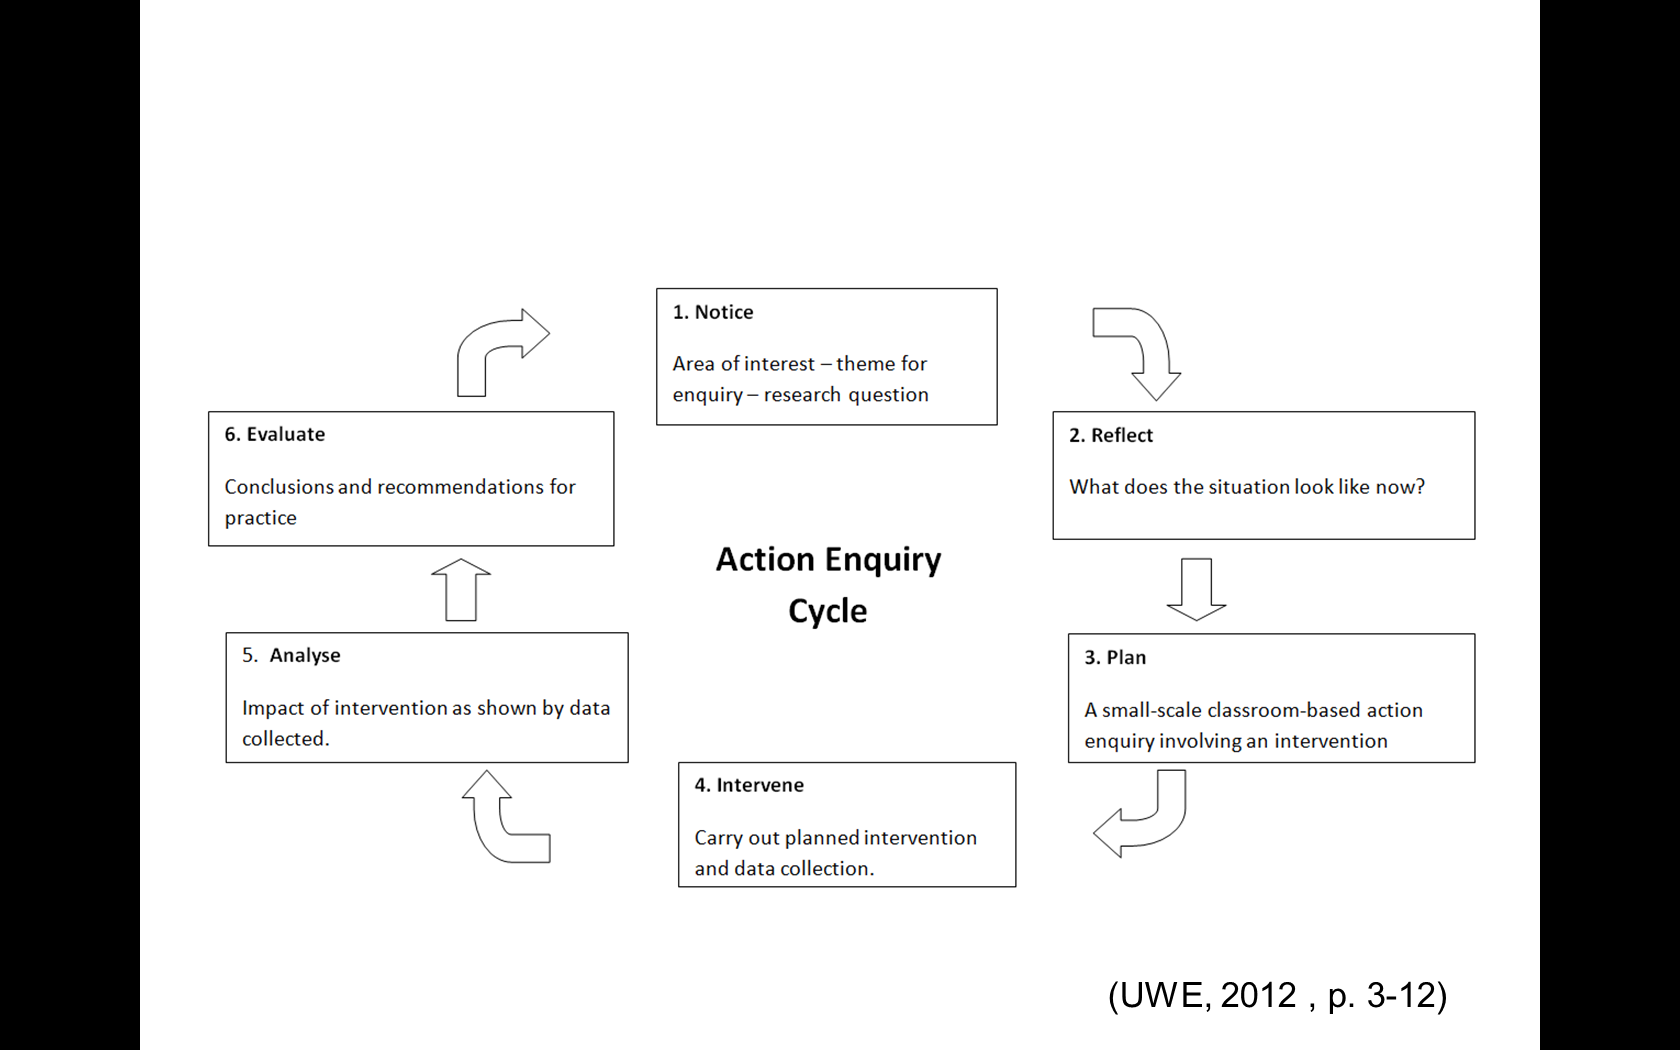 1. Notice
Area of interest – theme for
enquiry – research question
2. Reflect
What does the situation look like now?
3. Plan
A small-scale classroom-based action
enquiry involving an intervention
4. Intervene
Carry out planned intervention
and data collection.
5. Analyse
Impact of intervention as shown by data
collected.
6. Evaluate
Conclusions and recommendations for
practice
Action Enquiry
Cycle
(UWE, 2012 , p. 3-12)